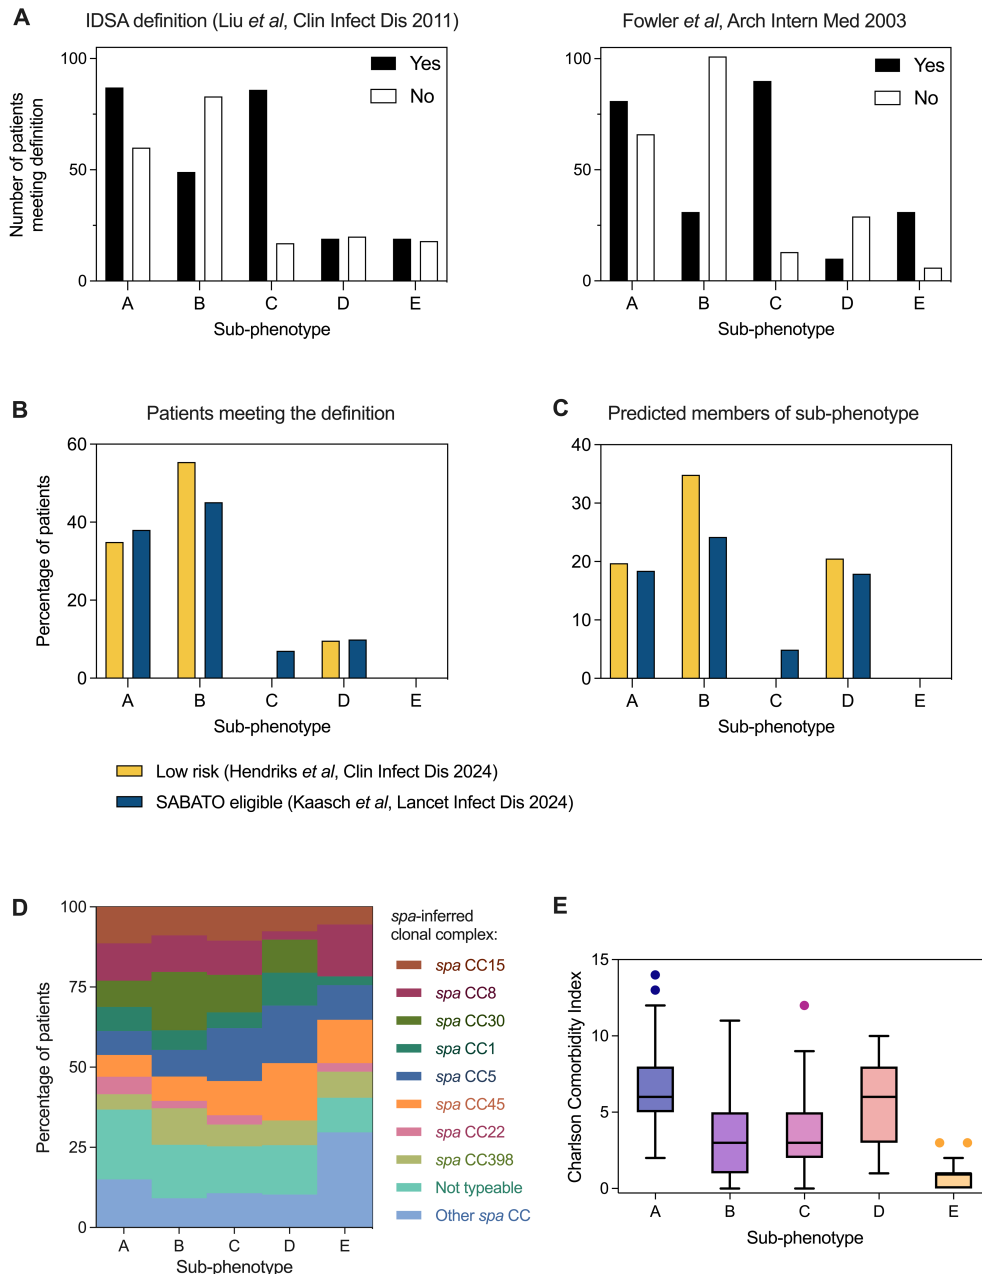 A
IDSA definition (Liu et al, Clin Infect Dis 2011)
Number of patients
meeting definition
100
50
0
Yes
No
A B C D E
Sub-phenotype
Fowler et al, Arch Intern Med 2003
100
50
0
Yes
No
A B C D E
Sub-phenotype
B
Patients meeting the definition
Percentage of patients
60
40
20
0
A B C D E
Sub-phenotype
C
Predicted members of sub-phenotype
40
30
20
10
0
A B C D E
Sub-phenotype
Low risk (Hendriks et al, Clin Infect Dis 2024)
SABATO eligible (Kaasch et al, Lancet Infect Dis 2024)
D
Percentage of patients
100
75
50
25
0
A B C D E
Sub-phenotype
spa-inferred
clonal complex:
spa CC15
spa CC8
spa CC30
spa CC1
spa CC5
spa CC45
spa CC22
spa CC398
Not typeable
Other spa CC
E
Charlson Comorbidity Index
15
10
5
0
A B C D E
Sub-phenotype